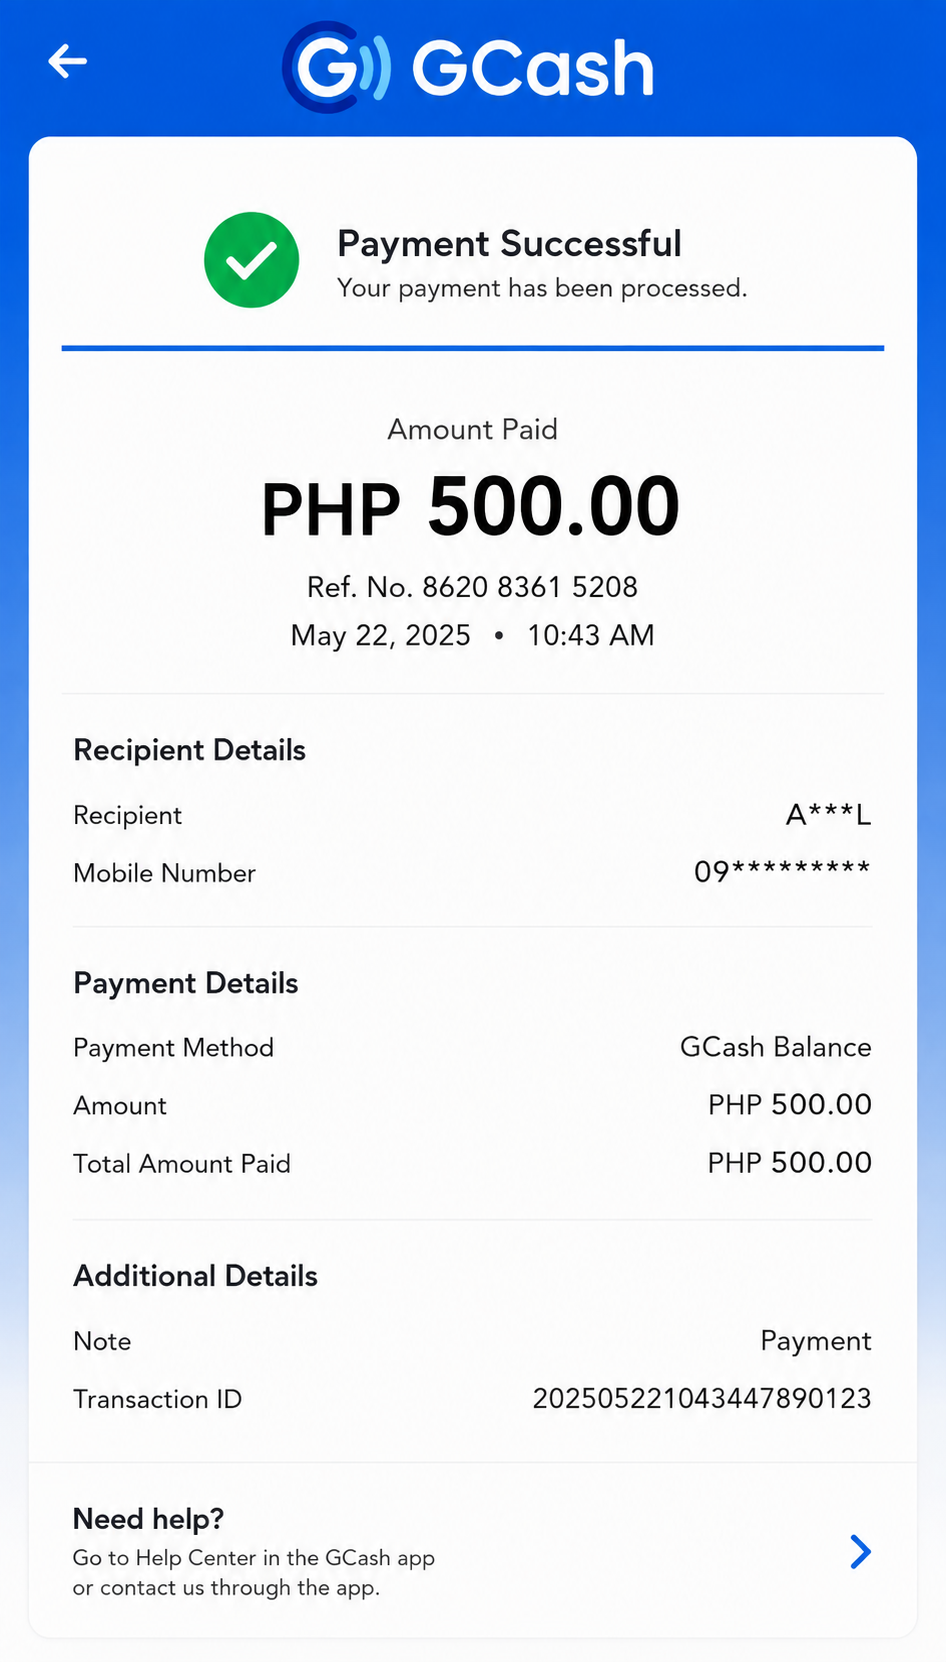 GCash
Payment Successful
Your payment has been processed.
Amount Paid
PHP 500.00
Ref. No. 8620 8361 5208
May 22, 2025 • 10:43 AM
Recipient Details
Recipient A***L
Mobile Number 09*********
Payment Details
Payment Method GCash Balance
Amount PHP 500.00
Total Amount Paid PHP 500.00
Additional Details
Note Payment
Transaction ID 202505221043447890123
Need help?
Go to Help Center in the GCash app
or contact us through the app.